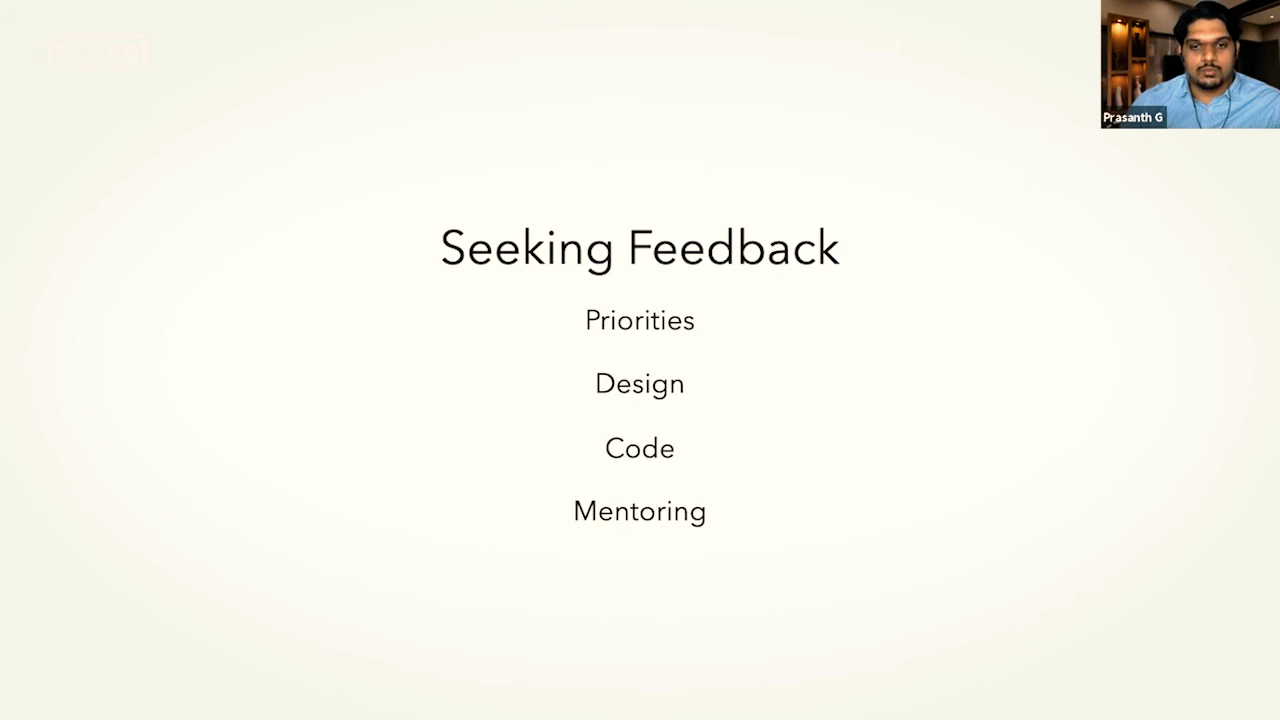 Prasanth G
Seeking Feedback
Priorities
Design
Code
Mentoring